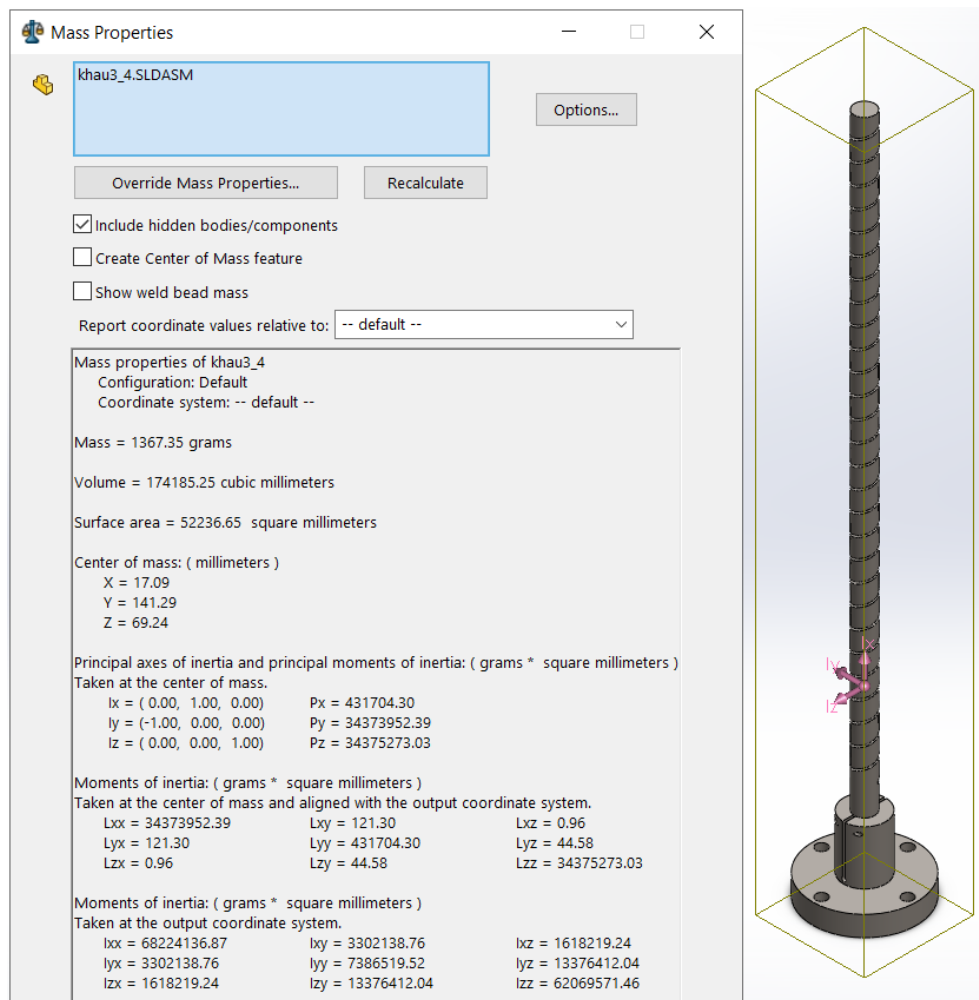 Mass Properties
khau3_4.SLDASM
Options...
Override Mass Properties...
Recalculate
Include hidden bodies/components
Create Center of Mass feature
Show weld bead mass
Report coordinate values relative to: -- default --
Mass properties of khau3_4
Configuration: Default
Coordinate system: -- default --
Mass = 1367.35 grams
Volume = 174185.25 cubic millimeters
Surface area = 52236.65 square millimeters
Center of mass: ( millimeters )
X = 17.09
Y = 141.29
Z = 69.24
Principal axes of inertia and principal moments of inertia: ( grams * square millimeters )
Taken at the center of mass.
Ix = ( 0.00, 1.00, 0.00) Px = 431704.30
Iy = (-1.00, 0.00, 0.00) Py = 34373952.39
Iz = ( 0.00, 0.00, 1.00) Pz = 34375273.03
Moments of inertia: ( grams * square millimeters )
Taken at the center of mass and aligned with the output coordinate system.
Lxx = 34373952.39 Lxy = 121.30 Lxz = 0.96
Lyx = 121.30 Lyy = 431704.30 Lyz = 44.58
Lzx = 0.96 Lzy = 44.58 Lzz = 34375273.03
Moments of inertia: ( grams * square millimeters )
Taken at the output coordinate system.
Ixx = 68224136.87 Ixy = 3302138.76 Ixz = 1618219.24
Iyx = 3302138.76 Iyy = 7386519.52 Iyz = 13376412.04
Izx = 1618219.24 Izy = 13376412.04 Izz = 62069571.46
Ix
Iy
Iz